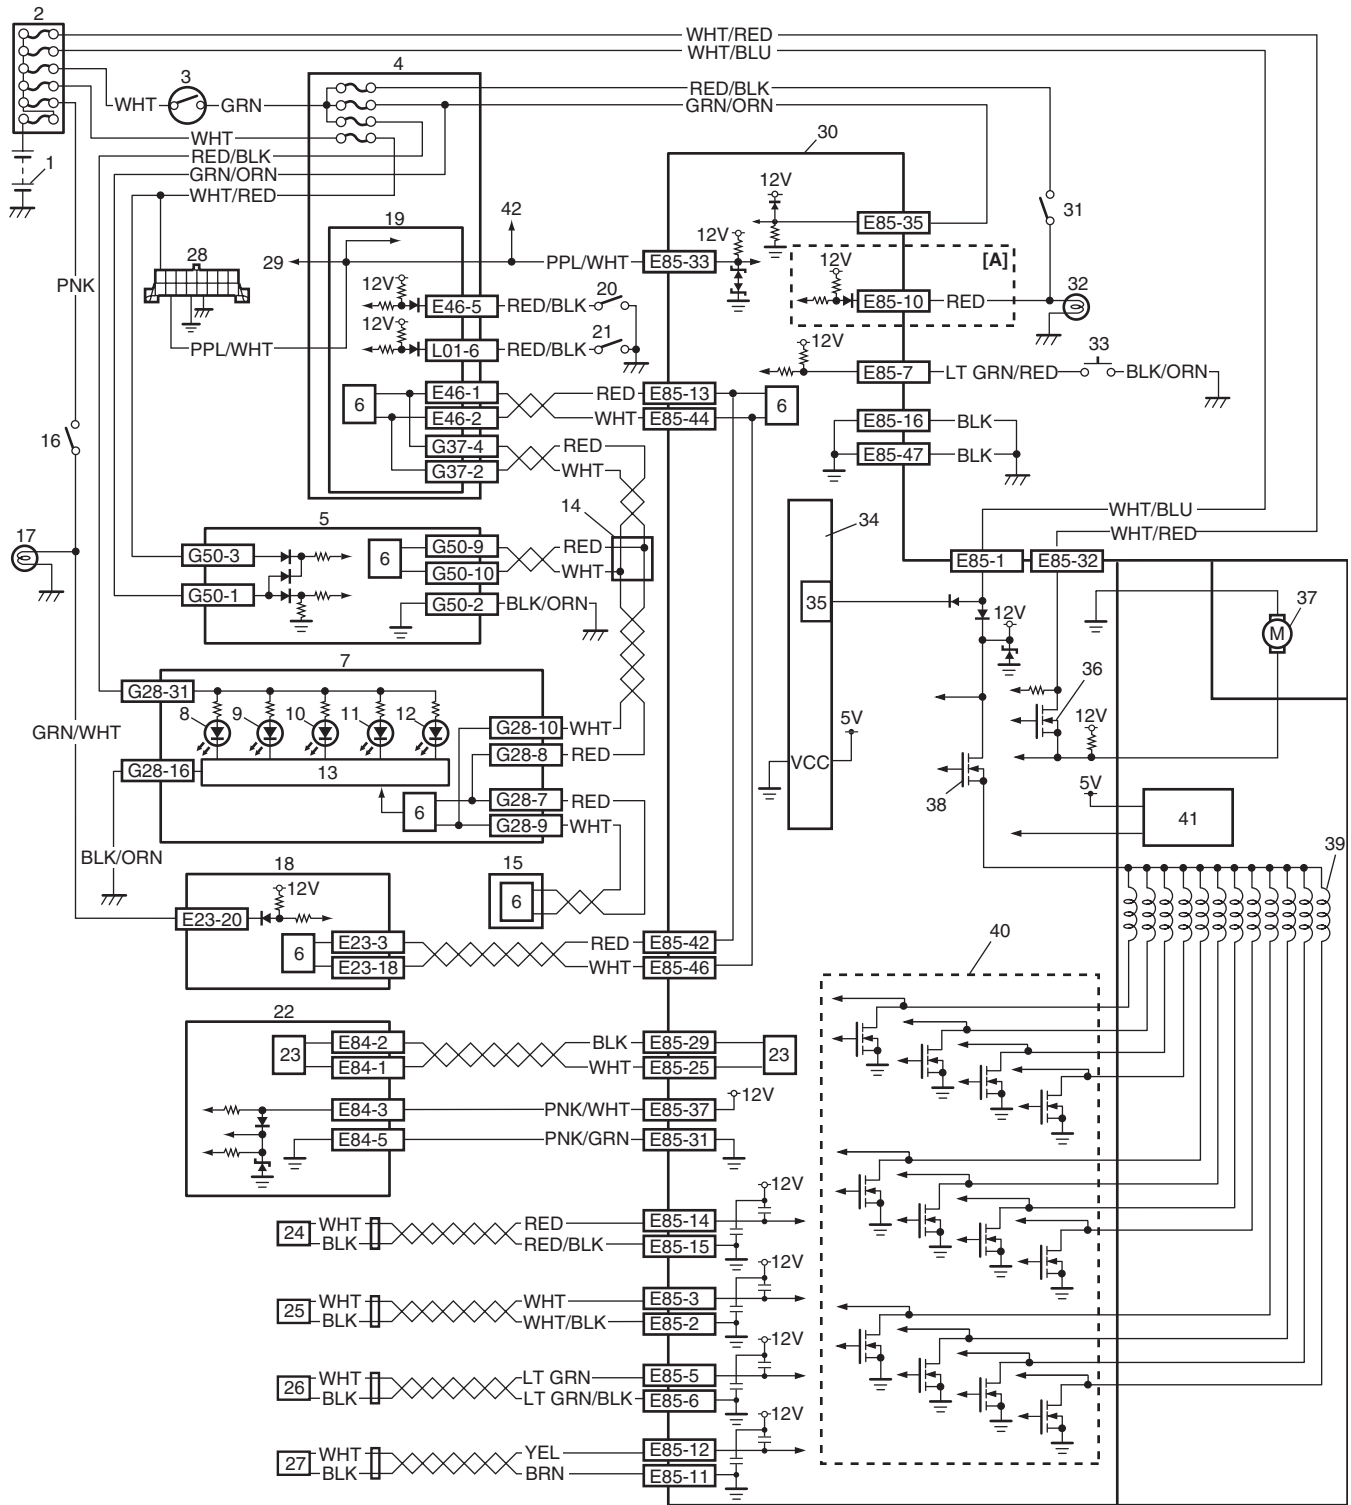 2
WHT/RED
WHT/BLU
3
4
RED/BLK
GRN/ORN
WHT
GRN
WHT
RED/BLK
GRN/ORN
WHT/RED
1
30
12V
E85-35
31
19
42
29
PPL/WHT
E85-33
12V
[A]
12V
E85-10
RED
32
28
PNK
12V
E46-5
RED/BLK
20
12V
L01-6
RED/BLK
21
PPL/WHT
12V
E85-7
LT GRN/RED
33
BLK/ORN
6
E46-1
E46-2
RED
WHT
E85-13
E85-44
6
E85-16
BLK
E85-47
BLK
G37-4
G37-2
RED
WHT
16
14
34
WHT/BLU
WHT/RED
17
5
G50-3
G50-1
6
G50-9
G50-10
RED
WHT
G50-2
BLK/ORN
E85-1
E85-32
35
12V
37
M
7
G28-31
8
9
10
11
12
GRN/WHT
G28-16
13
G28-10
WHT
G28-8
RED
6
G28-7
RED
G28-9
WHT
5V
VCC
36
12V
38
5V
41
39
BLK/ORN
18
12V
E23-20
15
6
6
E23-3
E23-18
RED
WHT
E85-42
E85-46
40
22
23
E84-2
E84-1
BLK
WHT
E85-29
E85-25
23
E84-3
PNK/WHT
E85-37
12V
E84-5
PNK/GRN
E85-31
24
WHT
BLK
RED
RED/BLK
E85-14
E85-15
12V
25
WHT
BLK
WHT
WHT/BLK
E85-3
E85-2
12V
26
WHT
BLK
LT GRN
LT GRN/BLK
E85-5
E85-6
12V
27
WHT
BLK
YEL
BRN
E85-12
E85-11
12V